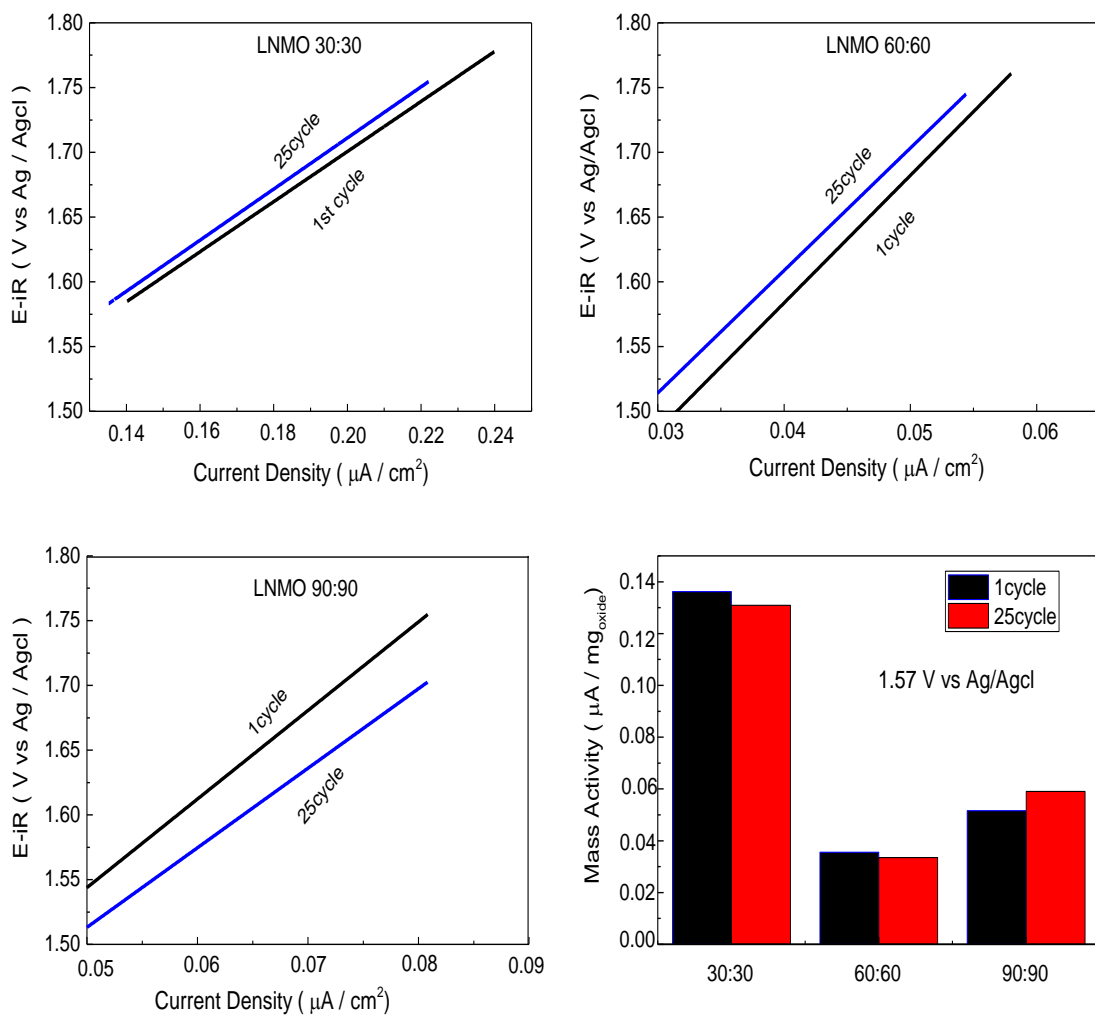 LNMO 30:30
1.80
1.75
1.70
1.65
1.60
1.55
1.50
E-iR ( V vs Ag / Agcl )
25cycle
1st cycle
0.14 0.16 0.18 0.20 0.22 0.24
Current Density ( μA / cm²)
LNMO 60:60
1.80
1.75
1.70
1.65
1.60
1.55
1.50
E-iR ( V vs Ag/Agcl )
25cycle
1cycle
0.03 0.04 0.05 0.06
Current Density ( μA / cm²)
LNMO 90:90
1.80
1.75
1.70
1.65
1.60
1.55
1.50
E-iR ( V vs Ag / Agcl )
1cycle
25cycle
0.05 0.06 0.07 0.08 0.09
Current Density ( μA / cm²)
0.14
0.12
0.10
0.08
0.06
0.04
0.02
0.00
Mass Activity ( μA / mgoxide)
1cycle
25cycle
1.57 V vs Ag/Agcl
30:30 60:60 90:90